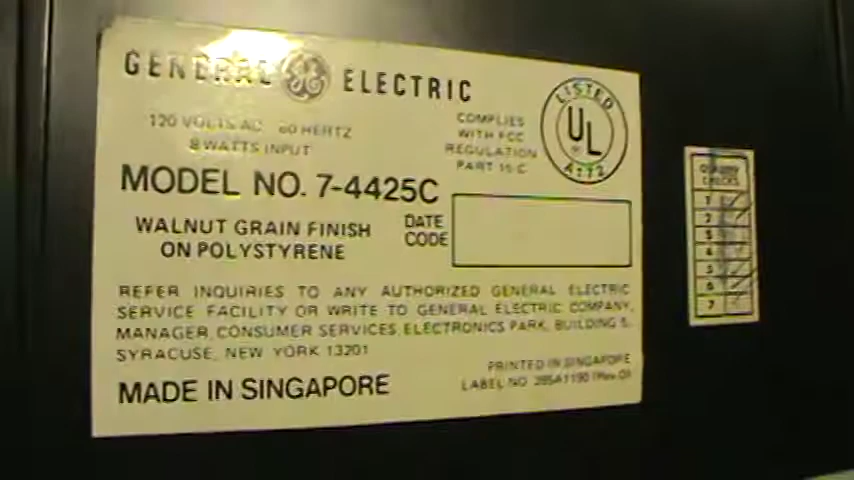 GENERAL ELECTRIC
120 VOLTS AC 60 HERTZ
8 WATTS INPUT
COMPLIES
WITH FCC
REGULATION
PART 15 C
LISTED
UL
A772
MODEL NO. 7-4425C
WALNUT GRAIN FINISH
ON POLYSTYRENE
DATE
CODE
REFER INQUIRIES TO ANY AUTHORIZED GENERAL ELECTRIC
SERVICE FACILITY OR WRITE TO GENERAL ELECTRIC COMPANY,
MANAGER, CONSUMER SERVICES, ELECTRONICS PARK, BUILDING 5,
SYRACUSE, NEW YORK 13201
MADE IN SINGAPORE
PRINTED IN SINGAPORE
LABEL NO.
QUALITY
CHECKS
1
2
3
4
5
6
7